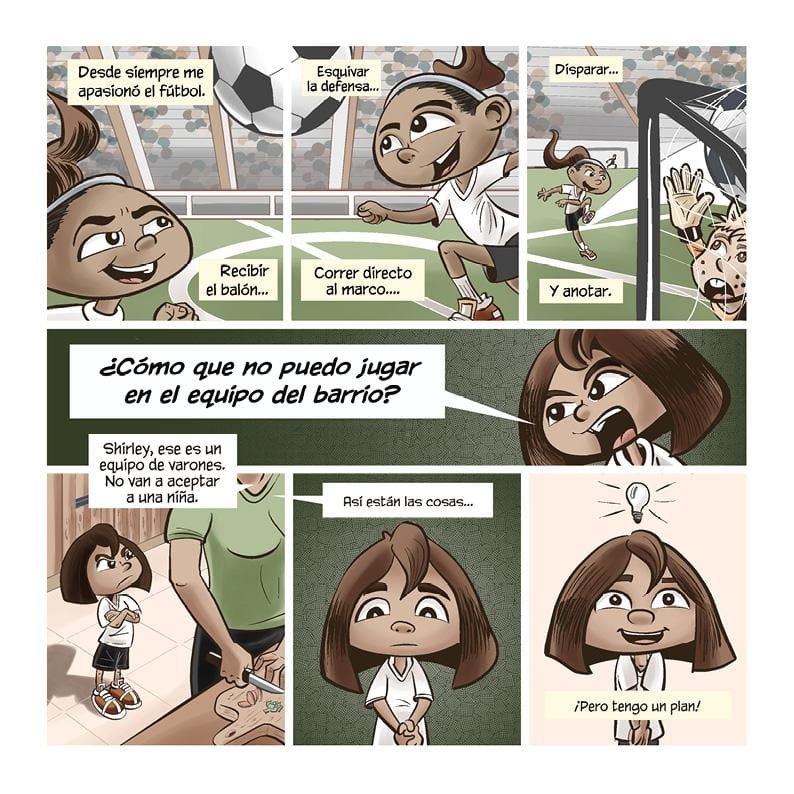 Desde siempre me
apasionó el fútbol.
Recibir
el balón...
Esquivar
la defensa...
Correr directo
al marco....
Disparar...
Y anotar.
¿Cómo que no puedo jugar
en el equipo del barrio?
Shirley, ese es un
equipo de varones.
No van a aceptar
a una niña.
Así están las cosas...
¡Pero tengo un plan!